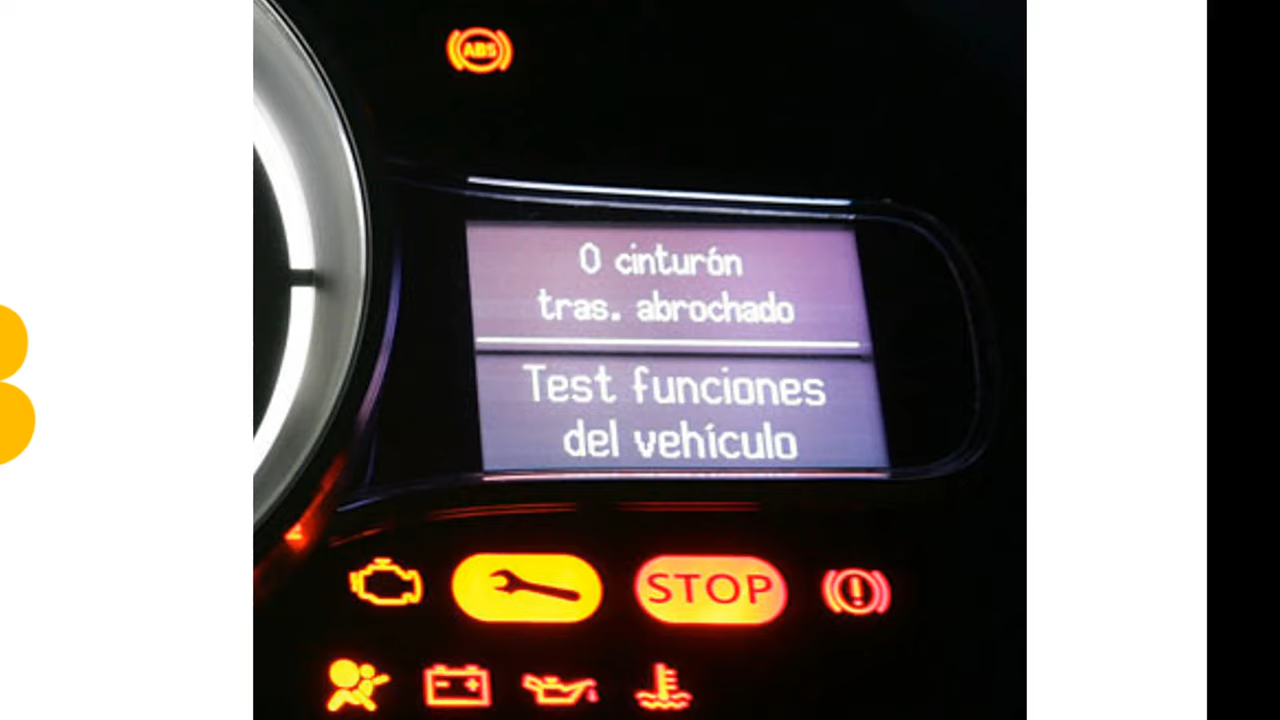 ABS
0 cinturón
tras. abrochado
Test funciones
del vehículo
STOP